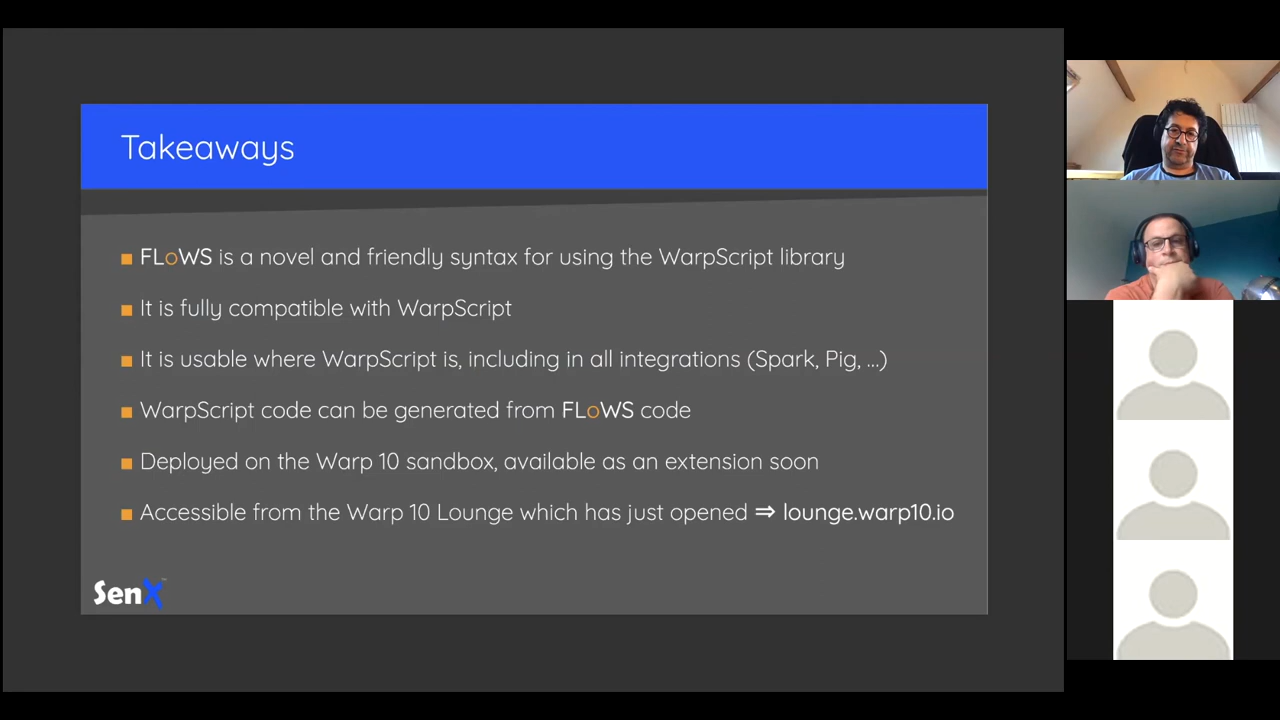 Takeaways
FLoWS is a novel and friendly syntax for using the WarpScript library
It is fully compatible with WarpScript
It is usable where WarpScript is, including in all integrations (Spark, Pig, ...)
WarpScript code can be generated from FLoWS code
Deployed on the Warp 10 sandbox, available as an extension soon
Accessible from the Warp 10 Lounge which has just opened ⇒ lounge.warp10.io
SenX™